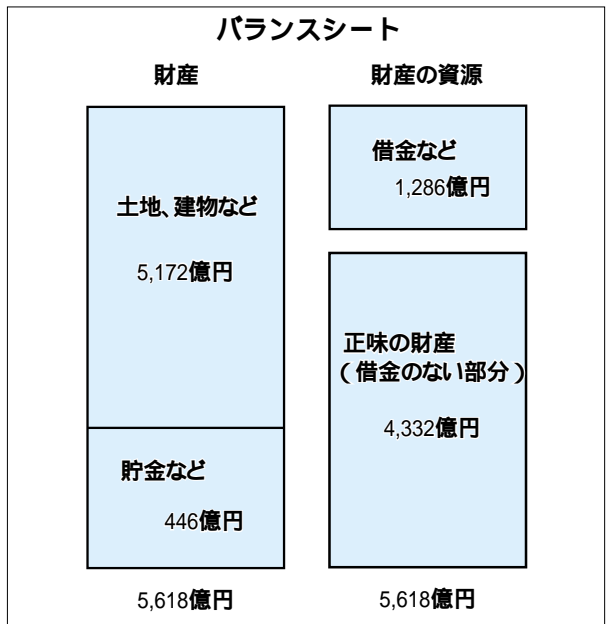 バランスシート
財産
土地、建物など
5,172億円
貯金など
446億円
5,618億円
財産の資源
借金など
1,286億円
正味の財産
(借金のない部分)
4,332億円
5,618億円